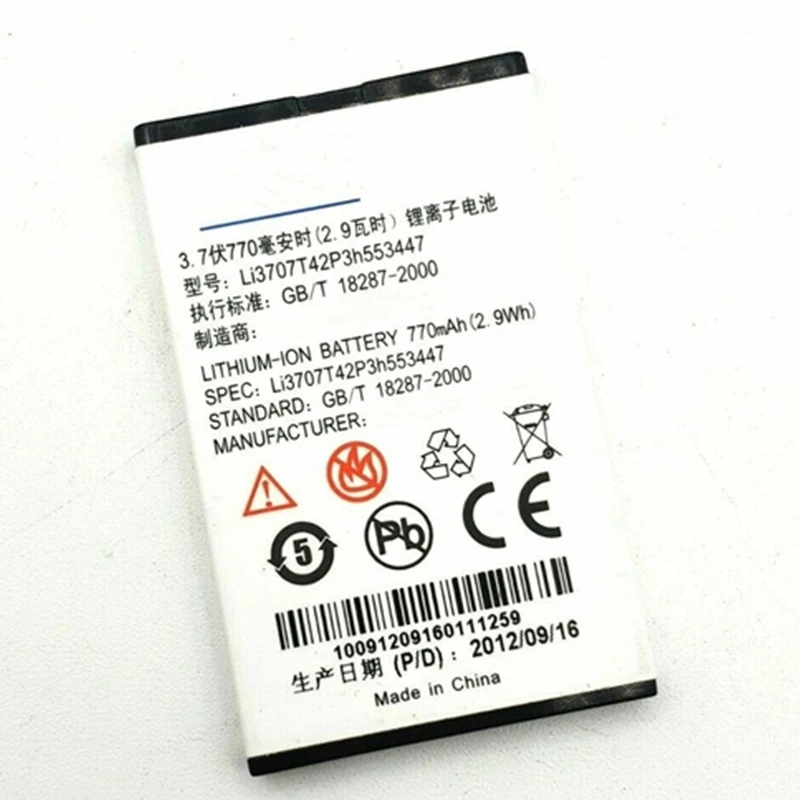 3.7伏770毫安时(2.9瓦时) 锂离子电池
型号: Li3707T42P3h553447
执行标准: GB/T 18287-2000
制造商:
LITHIUM-ION BATTERY 770mAh(2.9Wh)
SPEC: Li3707T42P3h553447
STANDARD: GB/T 18287-2000
MANUFACTURER:
5 Pb CE
10091209160111259
生产日期 (P/D) : 2012/09/16
Made in China